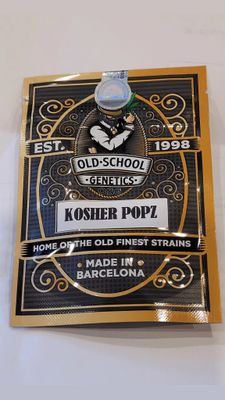 EST. 1998
OLD-SCHOOL
GENETICS
KOSHER POPZ
HOME OF THE OLD FINEST STRAINS
MADE IN
BARCELONA